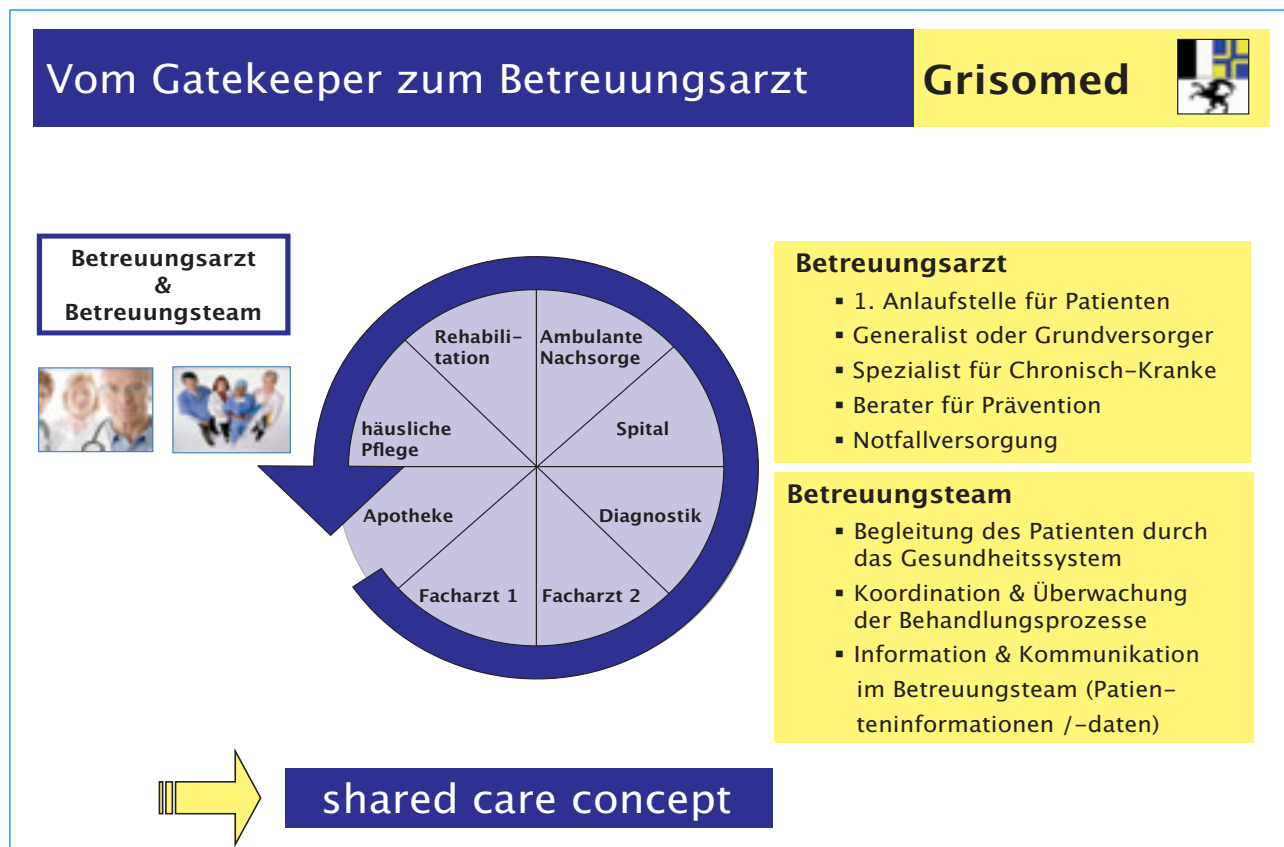 Vom Gatekeeper zum Betreuungsarzt
Grisomed
Betreuungsarzt
&
Betreuungsteam
Rehabili-
tation
Ambulante
Nachsorge
häusliche
Pflege
Spital
Apotheke
Diagnostik
Facharzt 1
Facharzt 2
Betreuungsarzt
▪ 1. Anlaufstelle für Patienten
▪ Generalist oder Grundversorger
▪ Spezialist für Chronisch-Kranke
▪ Berater für Prävention
▪ Notfallversorgung
Betreuungsteam
▪ Begleitung des Patienten durch
das Gesundheitssystem
▪ Koordination & Überwachung
der Behandlungsprozesse
▪ Information & Kommunikation
im Betreuungsteam (Patien-
teninformationen /-daten)
shared care concept